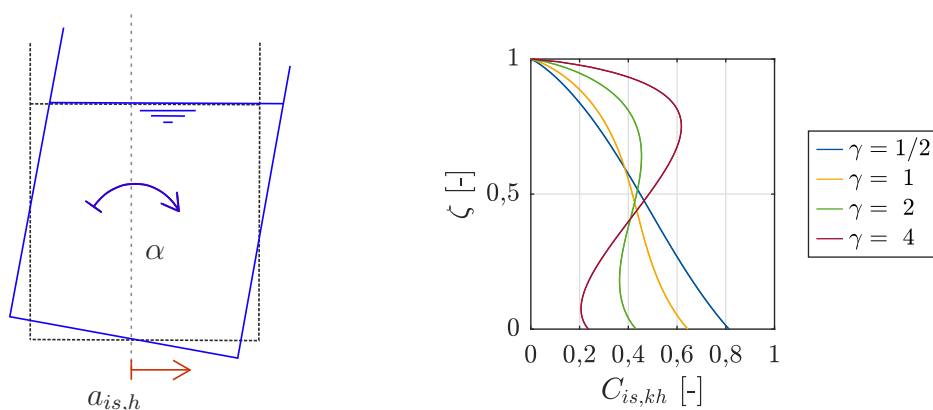 α
a_{is,h}
1
0,5
0
ζ [-]
0 0,2 0,4 0,6 0,8 1
C_{is,kh} [-]
γ = 1/2
γ = 1
γ = 2
γ = 4